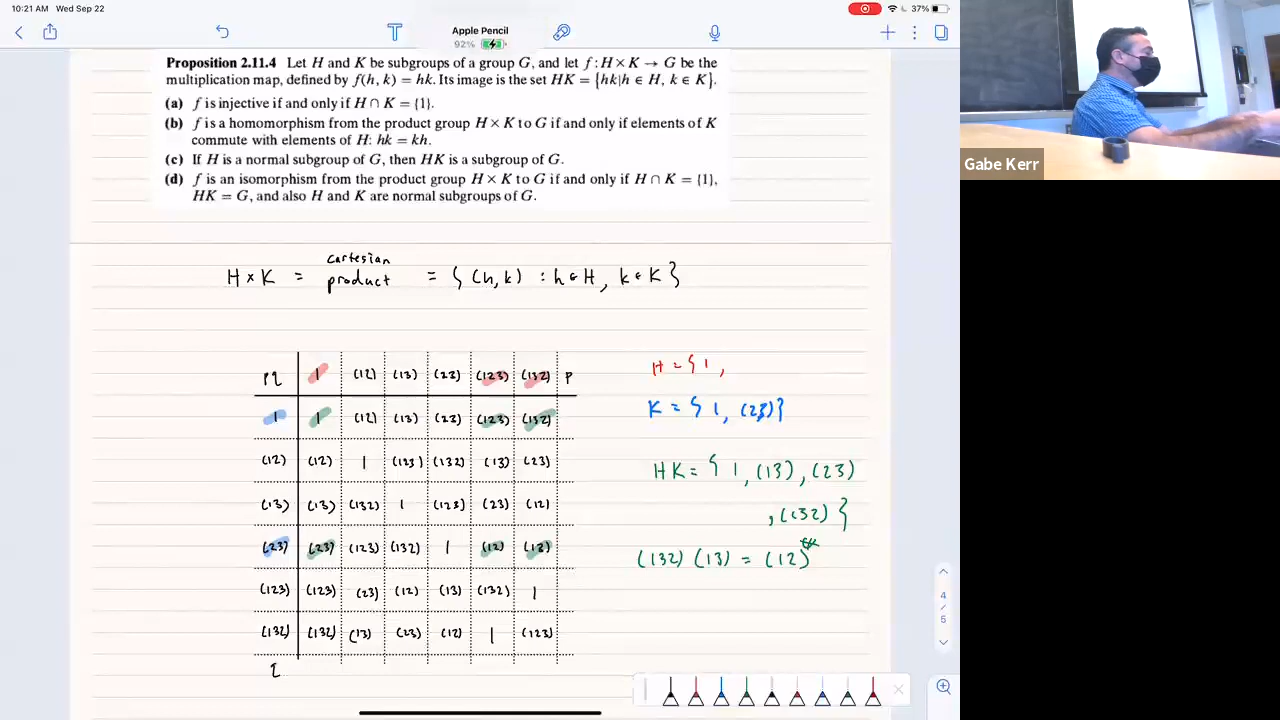 10:21 AM Wed Sep 22
37%
Apple Pencil
92%
Proposition 2.11.4 Let H and K be subgroups of a group G, and let f : H × K → G be the
multiplication map, defined by f(h, k) = hk. Its image is the set HK = {hk|h ∈ H, k ∈ K}.
(a) f is injective if and only if H ∩ K = {1}.
(b) f is a homomorphism from the product group H × K to G if and only if elements of K
commute with elements of H: hk = kh.
(c) If H is a normal subgroup of G, then HK is a subgroup of G.
(d) f is an isomorphism from the product group H × K to G if and only if H ∩ K = {1},
HK = G, and also H and K are normal subgroups of G.
Gabe Kerr
H × K = cartesian product = { (h, k) : h ∈ H, k ∈ K }
pq 1 (12) (13) (23) (123) (132) p
1 1 (12) (13) (23) (123) (132)
(12) (12) 1 (123) (132) (13) (23)
(13) (13) (132) 1 (123) (23) (12)
(23) (23) (123) (132) 1 (12) (13)
(123) (123) (23) (12) (13) (132) 1
(132) (132) (13) (23) (12) 1 (123)
q
H = { 1,
K = { 1, (23) }
HK = { 1, (13), (23)
, (132) }
(132) (13) = (12)
4
/
5